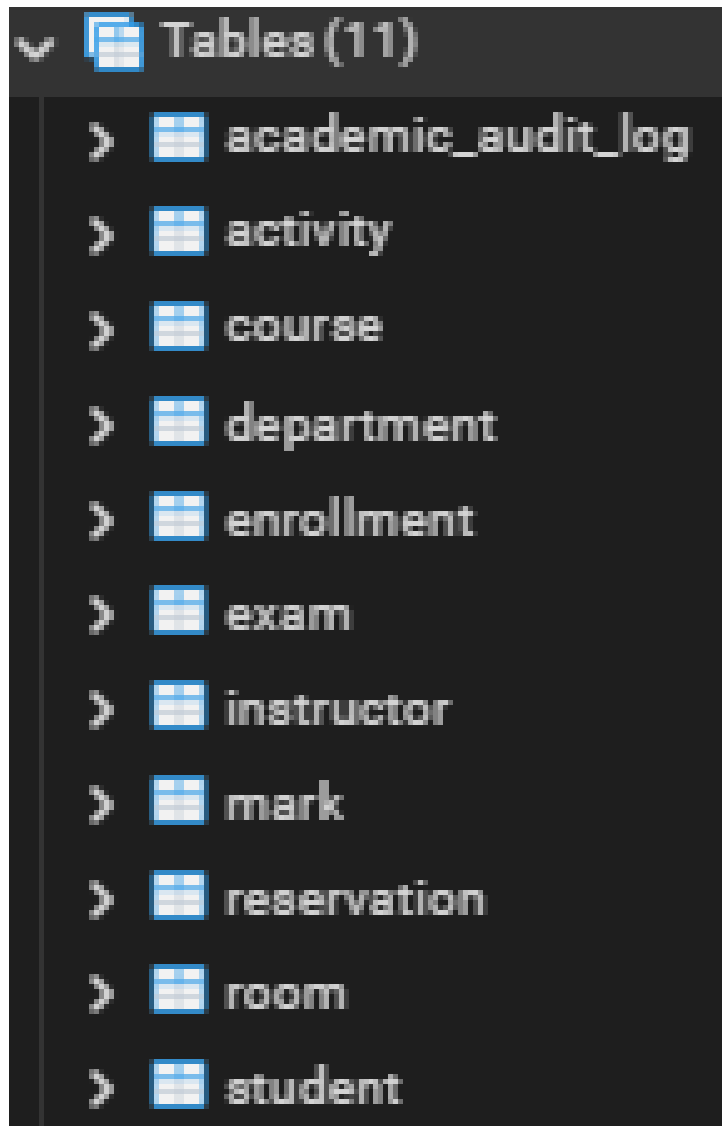 Tables (11)
academic_audit_log
activity
course
department
enrollment
exam
instructor
mark
reservation
room
student